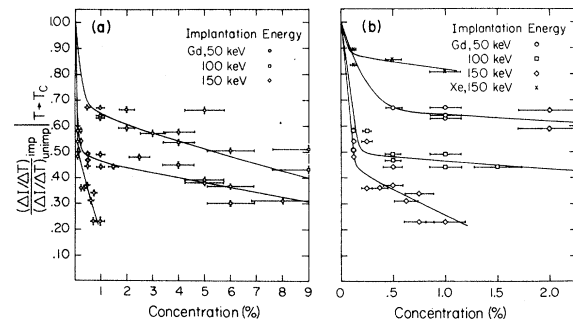 (a) Implantation Energy
Gd,50 keV
100 keV
150 keV
(b) Implantation Energy
Gd, 50 keV
100 keV
150 keV
Xe, 150 keV
(ΔI/ΔT)imp
(ΔI/ΔT)unimp
T→TC
1.00
.90
.80
.70
.60
.50
.40
.30
.20
.10
0 1 2 3 4 5 6 7 8 9
Concentration (%)
0 0.5 1.0 1.5 2.0
Concentration (%)